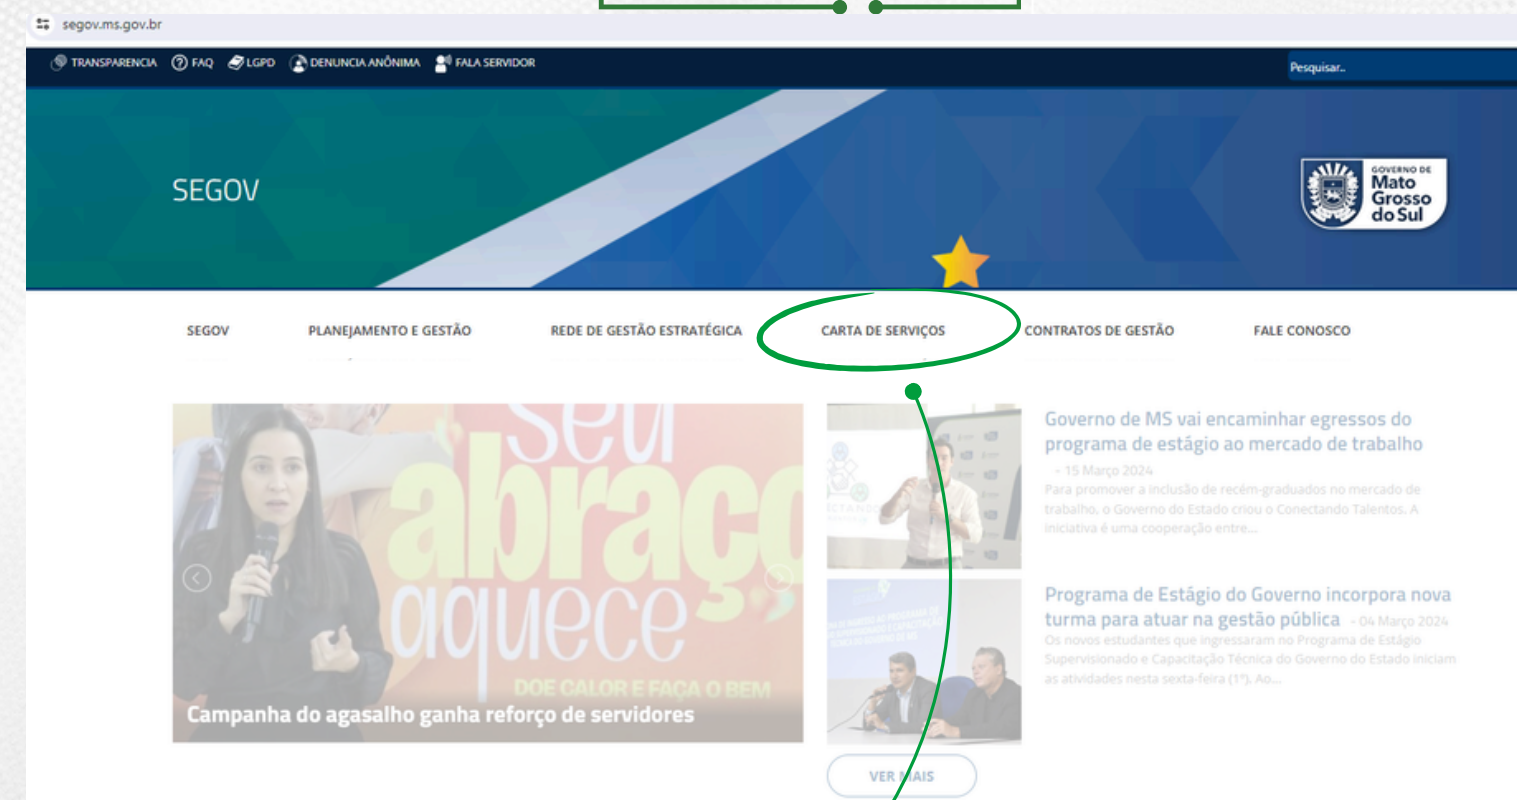 segov.ms.gov.br
TRANSPARENCIA FAQ LGPD DENUNCIA ANÔNIMA FALA SERVIDOR
Pesquisar..
SEGOV
GOVERNO DE
Mato
Grosso
do Sul
SEGOV PLANEJAMENTO E GESTÃO REDE DE GESTÃO ESTRATÉGICA CARTA DE SERVIÇOS CONTRATOS DE GESTÃO FALE CONOSCO
seu
abraço
aquece
DOE CALOR E FAÇA O BEM
Campanha do agasalho ganha reforço de servidores
Governo de MS vai encaminhar egressos do
programa de estágio ao mercado de trabalho
- 15 Março 2024
Para promover a inclusão de recém-graduados no mercado de
trabalho, o Governo do Estado criou o Conectando Talentos. A
iniciativa é uma cooperação entre...
Programa de Estágio do Governo incorpora nova
turma para atuar na gestão pública - 04 Março 2024
Os novos estudantes que ingressaram no Programa de Estágio
Supervisionado e Capacitação Técnica do Governo do Estado iniciam
as atividades nesta sexta-feira (1º). Ao...
VER MAIS